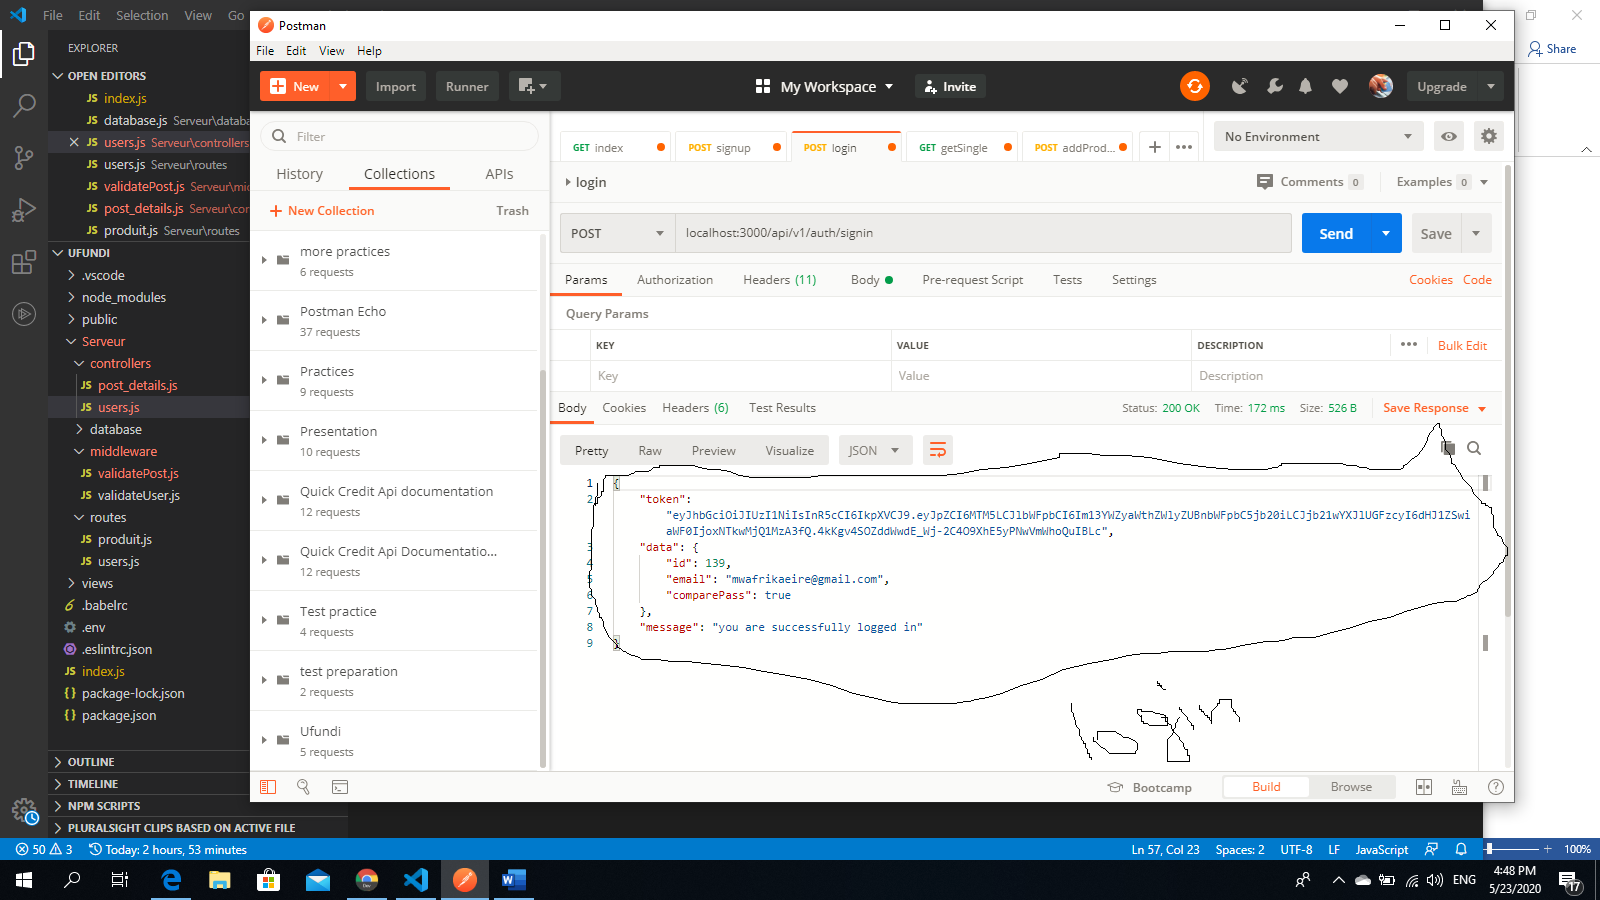 File Edit Selection View Go
EXPLORER
OPEN EDITORS
JS index.js
JS database.js Serveur\databa
JS users.js Serveur\controllers
JS users.js Serveur\routes
JS validatePost.js Serveur\mi
JS post_details.js Serveur\cor
JS produit.js Serveur\routes
UFUNDI
.vscode
node_modules
public
Serveur
controllers
JS post_details.js
JS users.js
database
middleware
JS validatePost.js
JS validateUser.js
routes
JS produit.js
JS users.js
views
.babelrc
.env
.eslintrc.json
JS index.js
{} package-lock.json
{} package.json
OUTLINE
TIMELINE
NPM SCRIPTS
PLURALSIGHT CLIPS BASED ON ACTIVE FILE
50 3 Today: 2 hours, 53 minutes
Postman
File Edit View Help
New Import Runner
My Workspace Invite
Upgrade
Filter
History Collections APIs
+ New Collection Trash
more practices
6 requests
Postman Echo
37 requests
Practices
9 requests
Presentation
10 requests
Quick Credit Api documentation
12 requests
Quick Credit Api Documentatio...
12 requests
Test practice
4 requests
test preparation
2 requests
Ufundi
5 requests
GET index POST signup POST login GET getSingle POST addProd... + •••
No Environment
login
Comments 0 Examples 0
POST localhost:3000/api/v1/auth/signin
Send Save
Params Authorization Headers (11) Body Pre-request Script Tests Settings
Cookies Code
Query Params
KEY VALUE DESCRIPTION ••• Bulk Edit
Key Value Description
Body Cookies Headers (6) Test Results
Status: 200 OK Time: 172 ms Size: 526 B Save Response
Pretty Raw Preview Visualize JSON
1 {
2 "token":
"eyJhbGciOiJIUzI1NiIsInR5cCI6IkpXVCJ9.eyJpZCI6MTM5LCJlbWFpbCI6Im13YWZyaWthZWlyZUBnbWFpbC5jb20iLCJjb21wYXJlUGFzcyI6dHJ1ZSwi
aWF0IjoxNTkwMjQ1MzA3fQ.4kKgv4SOZddWwdE_Wj-2C4O9XhE5yPNwVmWhoQuIBLc",
3 "data": {
4 "id": 139,
5 "email": "mwafrikaeire@gmail.com",
6 "comparePass": true
7 },
8 "message": "you are successfully logged in"
9 }
login
Bootcamp Build Browse
Ln 57, Col 23 Spaces: 2 UTF-8 LF JavaScript
Share
100%
ENG
4:48 PM
5/23/2020
17